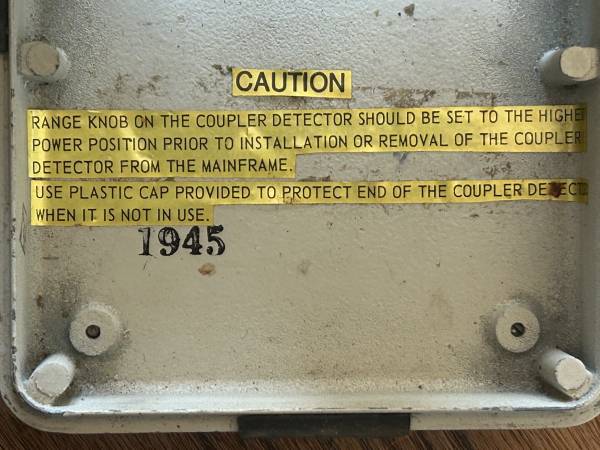 CAUTION
RANGE KNOB ON THE COUPLER DETECTOR SHOULD BE SET TO THE HIGHE
POWER POSITION PRIOR TO INSTALLATION OR REMOVAL OF THE COUPLER
DETECTOR FROM THE MAINFRAME.
USE PLASTIC CAP PROVIDED TO PROTECT END OF THE COUPLER DETECTO
WHEN IT IS NOT IN USE.
1945